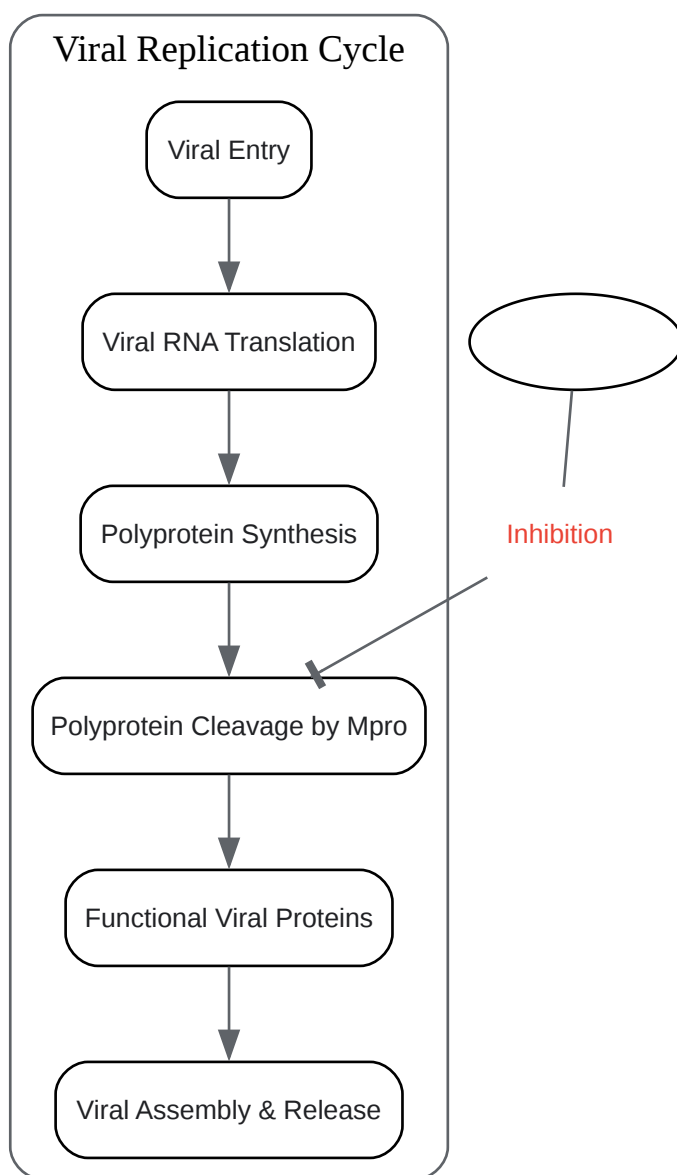 Viral Replication Cycle
Viral Entry
Viral RNA Translation
Polyprotein Synthesis
Inhibition
Polyprotein Cleavage by Mpro
Functional Viral Proteins
Viral Assembly & Release